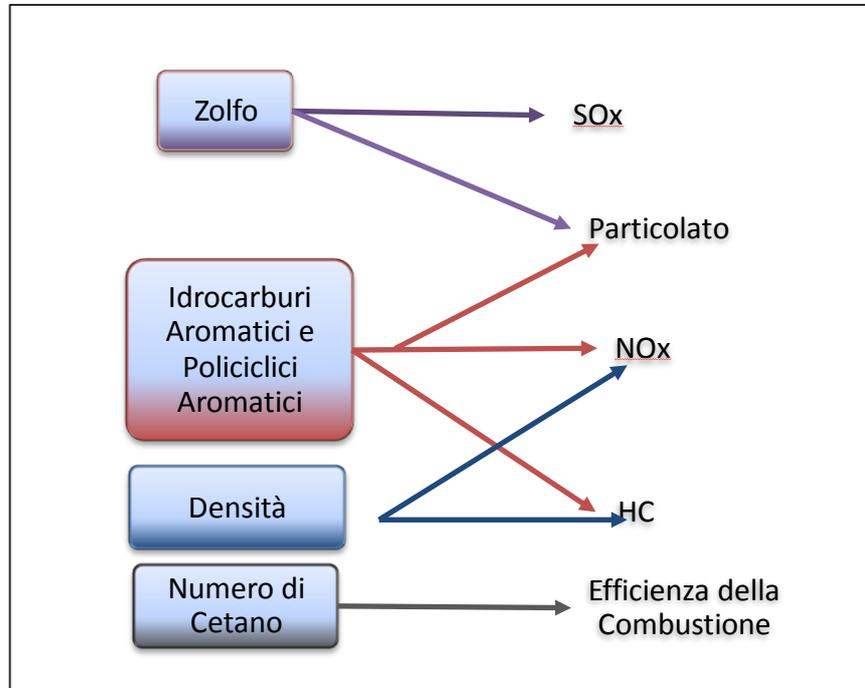 Zolfo
SOx
Particolato
Idrocarburi
Aromatici e
Policiclici
Aromatici
NOx
Densità
HC
Numero di
Cetano
Efficienza della
Combustione